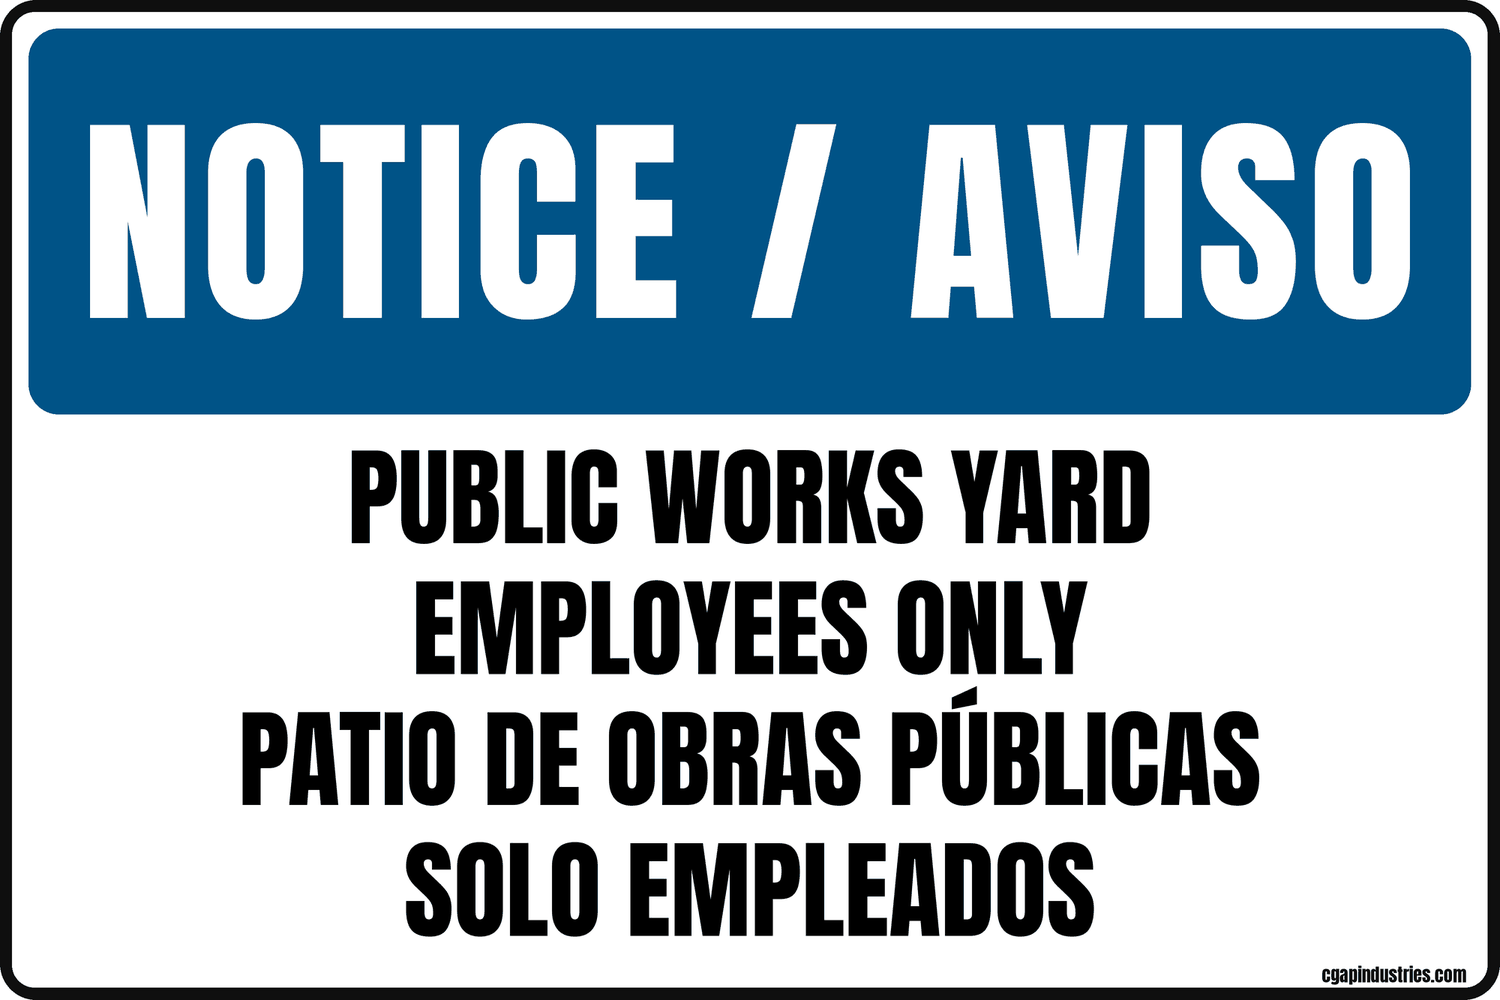 NOTICE / AVISO
PUBLIC WORKS YARD
EMPLOYEES ONLY
PATIO DE OBRAS PÚBLICAS
SOLO EMPLEADOS
cgapindustries.com